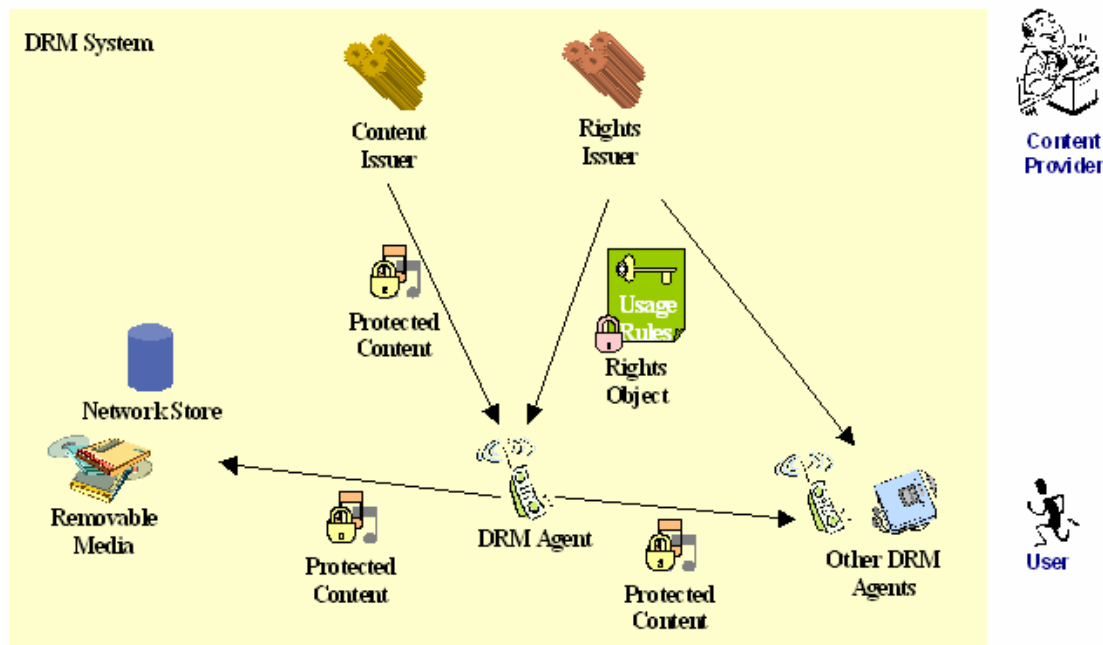 DRM System
Content
Issuer
Rights
Issuer
Content
Provider
Protected
Content
Usage
Rules
Rights
Object
Network Store
Removable
Media
DRM Agent
Protected
Content
Protected
Content
Other DRM
Agents
User